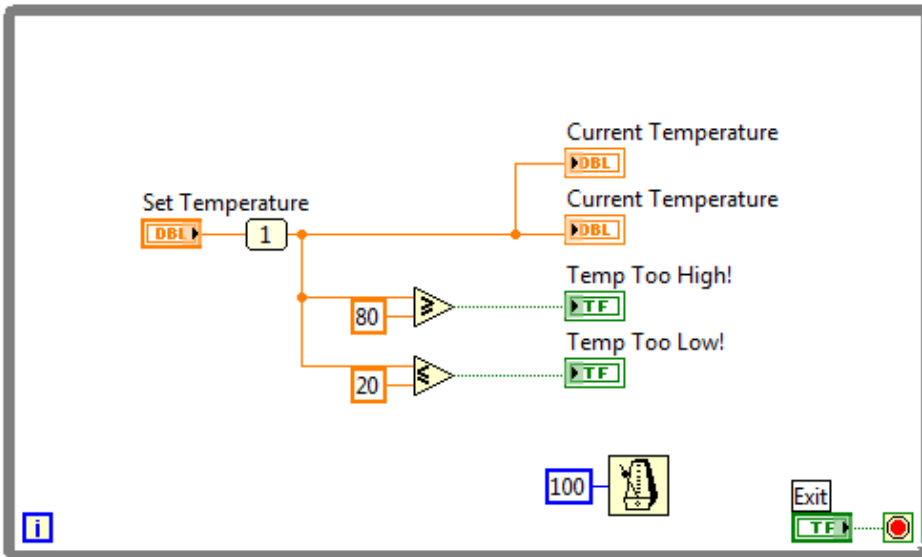 Current Temperature
DBL
Set Temperature
Current Temperature
DBL
1
DBL
Temp Too High!
80
TF
Temp Too Low!
20
TF
100
Exit
i
TF